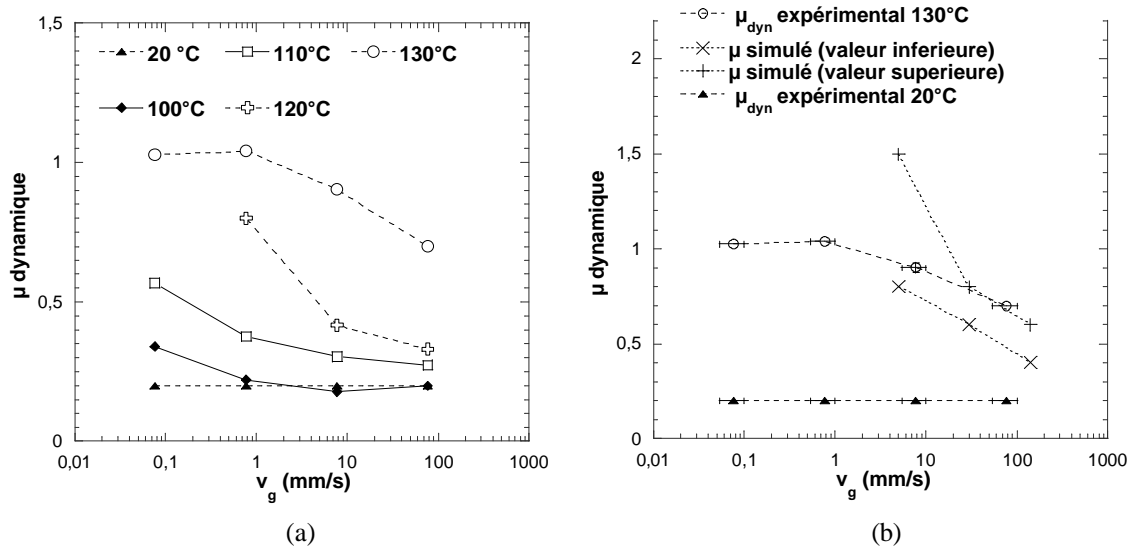 20 °C 110°C 130°C
100°C 120°C
1,5
1
0,5
0
µ dynamique
0,01 0,1 1 10 100 1000
v_g (mm/s)
(a)
µ_dyn expérimental 130°C
µ simulé (valeur inferieure)
µ simulé (valeur superieure)
µ_dyn expérimental 20°C
2
1,5
1
0,5
0
µ dynamique
0,01 0,1 1 10 100 1000
v_g (mm/s)
(b)